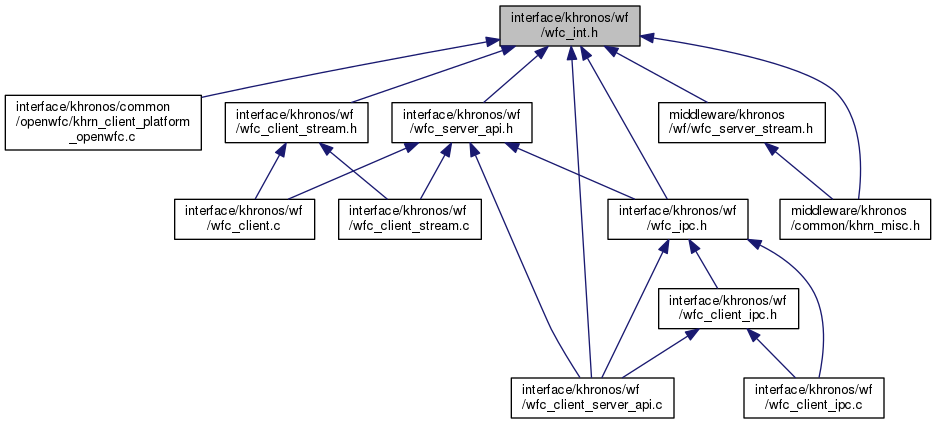 interface/khronos/wf
/wfc_int.h
interface/khronos/common
/openwfc/khrn_client_platform
_openwfc.c
interface/khronos/wf
/wfc_client_stream.h
interface/khronos/wf
/wfc_server_api.h
middleware/khronos
/wf/wfc_server_stream.h
interface/khronos/wf
/wfc_client.c
interface/khronos/wf
/wfc_client_stream.c
interface/khronos/wf
/wfc_ipc.h
middleware/khronos
/common/khrn_misc.h
interface/khronos/wf
/wfc_client_ipc.h
interface/khronos/wf
/wfc_client_server_api.c
interface/khronos/wf
/wfc_client_ipc.c